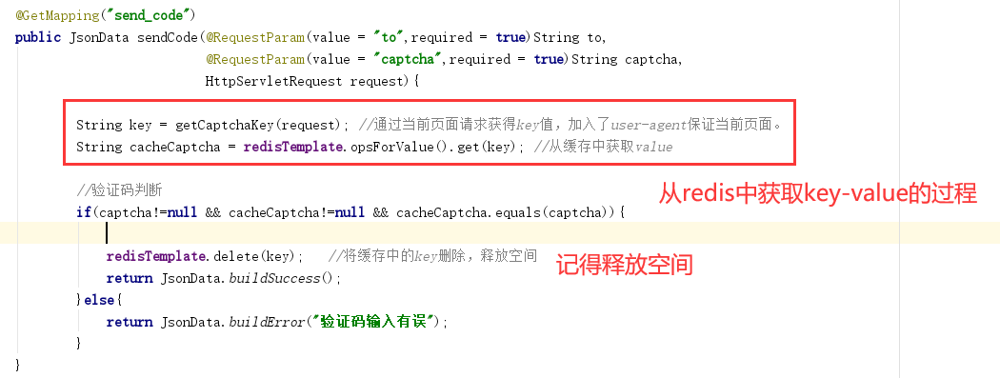 @GetMapping("send_code")
public JsonData sendCode(@RequestParam(value = "to",required = true)String to,
@RequestParam(value = "captcha",required = true)String captcha,
HttpServletRequest request){
String key = getCaptchaKey(request); //通过当前页面请求获得key值，加入了user-agent保证当前页面。
String cacheCaptcha = redisTemplate.opsForValue().get(key); //从缓存中获取value
//验证码判断
从redis中获取key-value的过程
if(captcha!=null && cacheCaptcha!=null && cacheCaptcha.equals(captcha)){
redisTemplate.delete(key); //将缓存中的key删除，释放空间
记得释放空间
return JsonData.buildSuccess();
}else{
return JsonData.buildError("验证码输入有误");
}
}